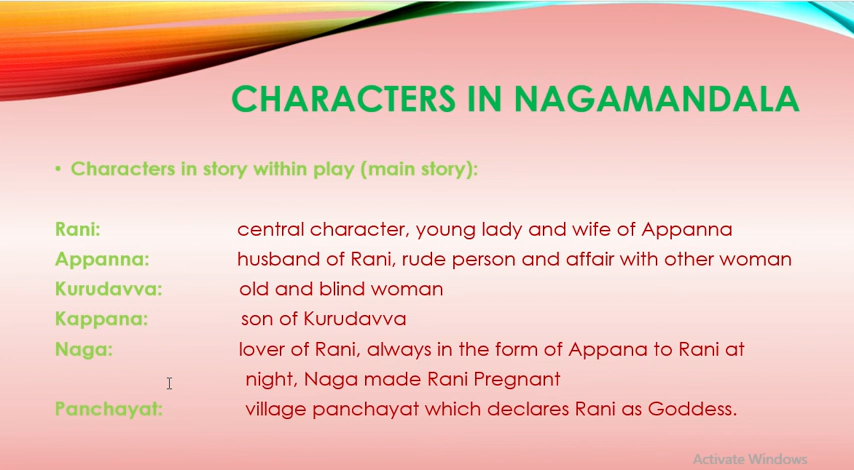 CHARACTERS IN NAGAMANDALA
• Characters in story within play (main story):
Rani: central character, young lady and wife of Appanna
Appanna: husband of Rani, rude person and affair with other woman
Kurudavva: old and blind woman
Kappana: son of Kurudavva
Naga: lover of Rani, always in the form of Appana to Rani at
night, Naga made Rani Pregnant
Panchayat: village panchayat which declares Rani as Goddess.
Activate Windows